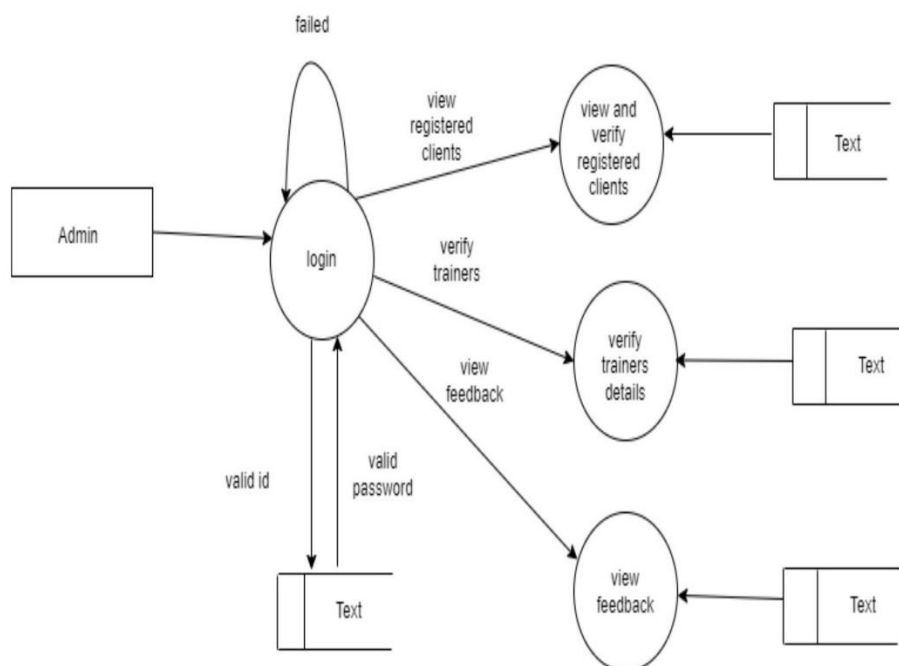 failed
view
registered
clients
view and
verify
registered
clients
Text
Admin
login
verify
trainers
verify
trainers
details
Text
view
feedback
valid id
valid
password
Text
view
feedback
Text